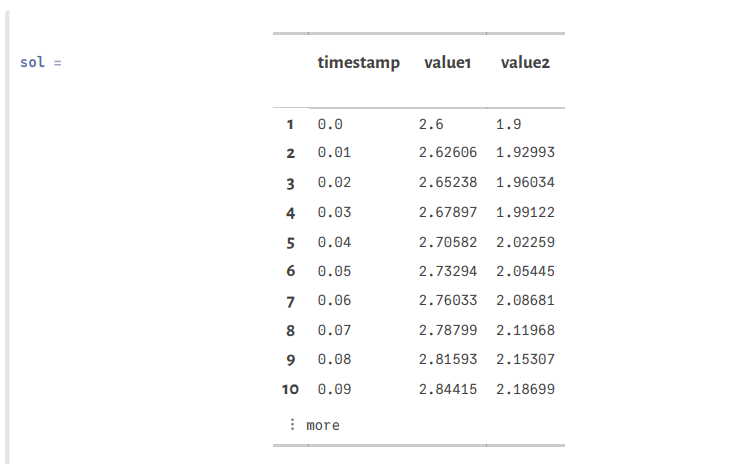 sol =
timestamp value1 value2
1 0.0 2.6 1.9
2 0.01 2.62606 1.92993
3 0.02 2.65238 1.96034
4 0.03 2.67897 1.99122
5 0.04 2.70582 2.02259
6 0.05 2.73294 2.05445
7 0.06 2.76033 2.08681
8 0.07 2.78799 2.11968
9 0.08 2.81593 2.15307
10 0.09 2.84415 2.18699
⋮ more